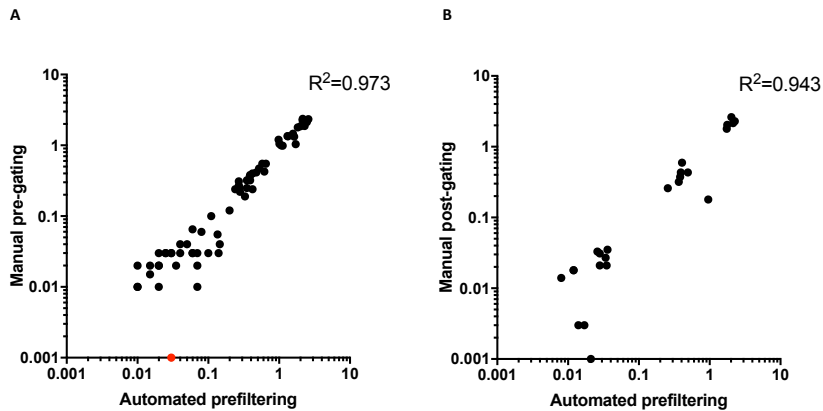 A
Manual pre-gating
10
1
0.1
0.01
0.001
R²=0.973
0.001
0.01
0.1
1
10
Automated prefiltering
B
Manual post-gating
10
1
0.1
0.01
0.001
R²=0.943
0.001
0.01
0.1
1
10
Automated prefiltering